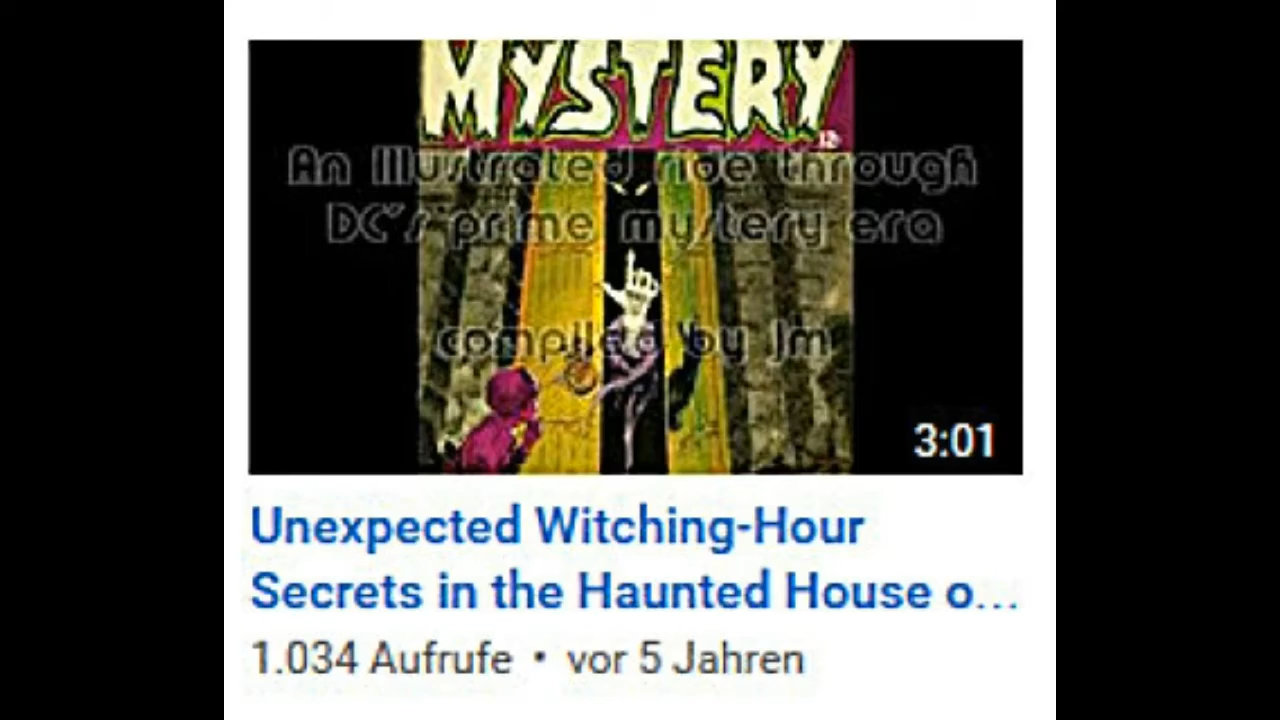 MYSTERY
12¢
An Illustrated ride through
DC's prime mystery era
compiled by Jm
3:01
Unexpected Witching-Hour
Secrets in the Haunted House o...
1.034 Aufrufe • vor 5 Jahren